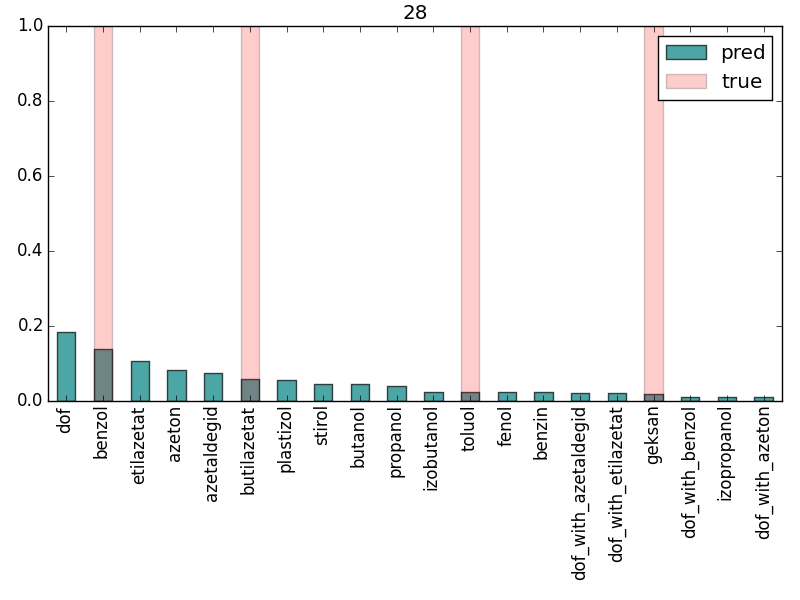 28
1.0
0.8
0.6
0.4
0.2
0.0
pred
true
dof
benzol
etilazetat
azeton
azetaldegid
butilazetat
plastizol
stirol
butanol
propanol
izobutanol
toluol
fenol
benzin
dof_with_azetaldegid
dof_with_etilazetat
geksan
dof_with_benzol
izopropanol
dof_with_azeton